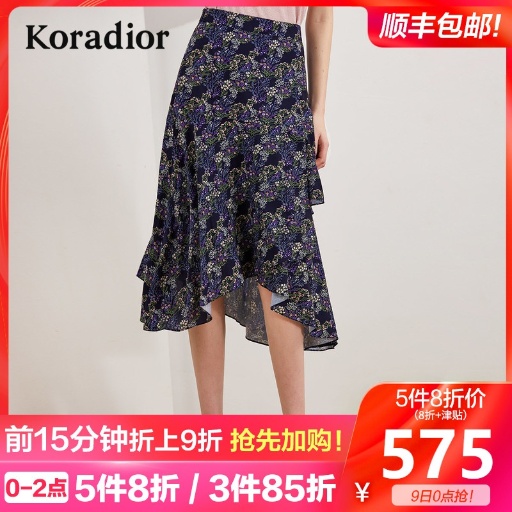 Koradior
顺丰包邮!
5件8折价
(8折+津贴)
￥575
9日0点抢!
前15分钟折上9折 抢先加购!
0-2点 5件8折 / 3件85折